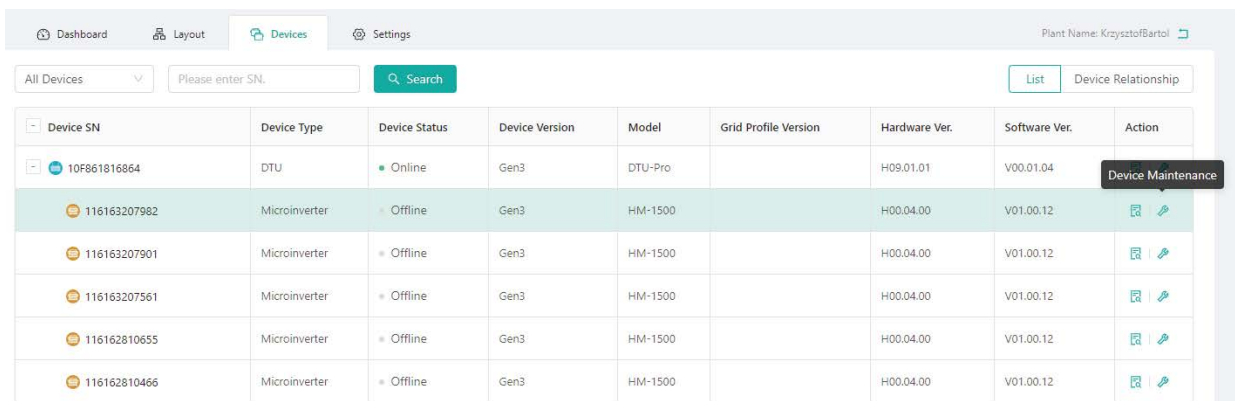 Dashboard Layout Devices Settings Plant Name: KrzysztofBartol
All Devices Please enter SN. Search List Device Relationship
Device SN Device Type Device Status Device Version Model Grid Profile Version Hardware Ver. Software Ver. Action
10F861816864 DTU Online Gen3 DTU-Pro H09.01.01 V00.01.04
Device Maintenance
116163207982 Microinverter Offline Gen3 HM-1500 H00.04.00 V01.00.12
116163207901 Microinverter Offline Gen3 HM-1500 H00.04.00 V01.00.12
116163207561 Microinverter Offline Gen3 HM-1500 H00.04.00 V01.00.12
116162810655 Microinverter Offline Gen3 HM-1500 H00.04.00 V01.00.12
116162810466 Microinverter Offline Gen3 HM-1500 H00.04.00 V01.00.12